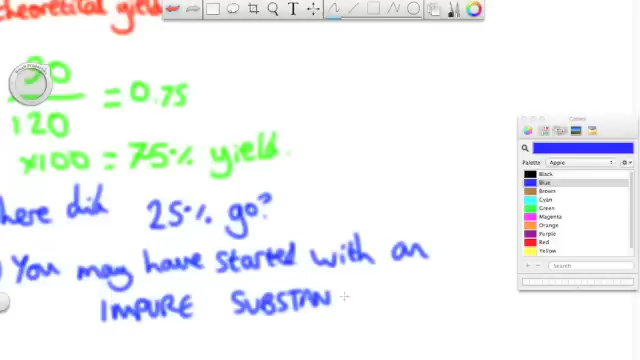 theoretical yield
90
120
= 0.75
x100 = 75% yield.
here did 25% go?
) You may have started with an
IMPURE SUBSTAN
Colors
Palette: Apple
Black
Blue
Brown
Cyan
Green
Magenta
Orange
Purple
Red
Yellow
Search